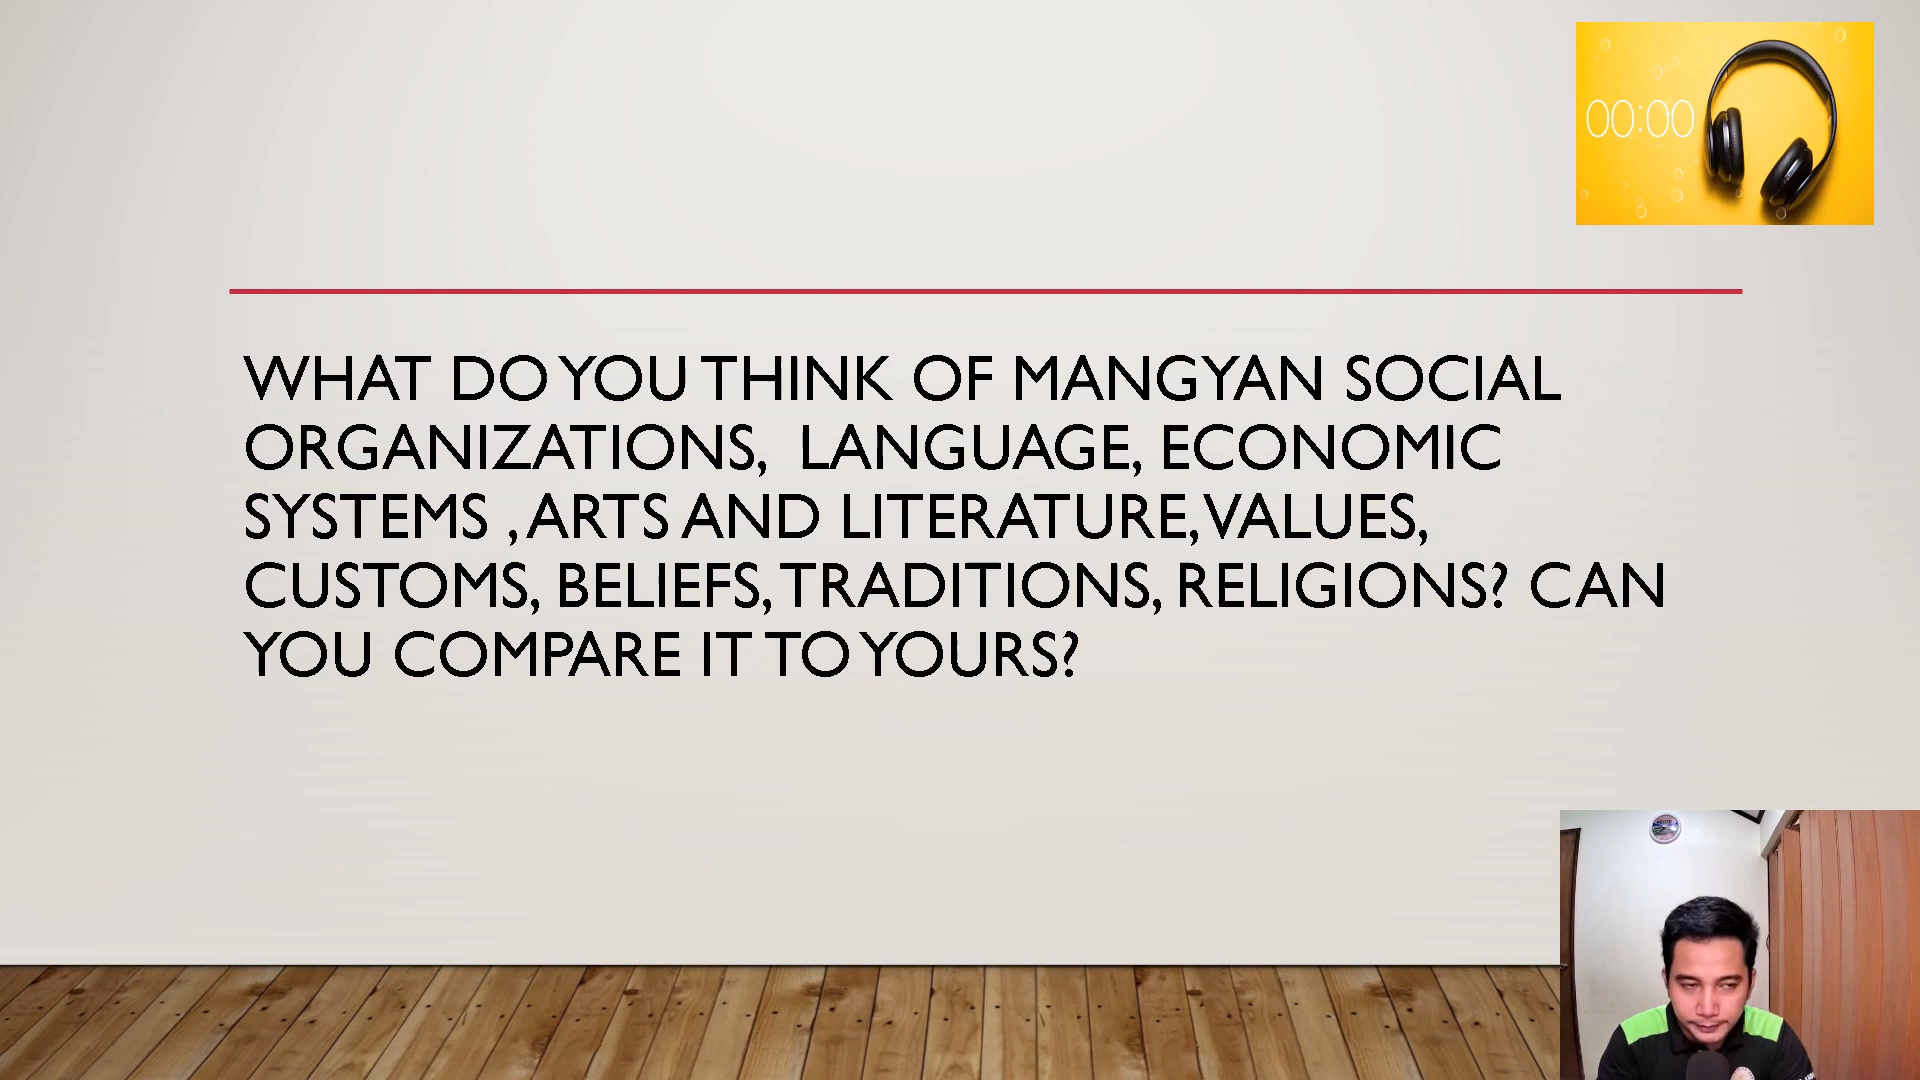 00:00
WHAT DO YOU THINK OF MANGYAN SOCIAL
ORGANIZATIONS, LANGUAGE, ECONOMIC
SYSTEMS , ARTS AND LITERATURE, VALUES,
CUSTOMS, BELIEFS, TRADITIONS, RELIGIONS? CAN
YOU COMPARE IT TO YOURS?